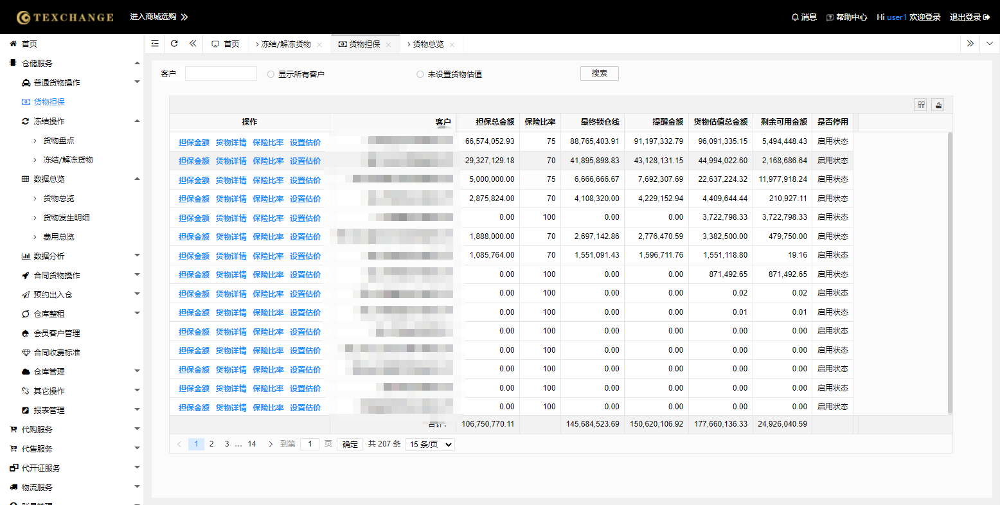 TEXCHANGE 进入商城选购 消息 帮助中心 Hi user1 欢迎登录 退出登录
首页
仓储服务
普通货物操作
货物担保
冻结操作
货物盘点
冻结/解冻货物
数据总览
货物总览
货物发生明细
费用总览
数据分析
合同货物操作
预约出入仓
仓库整租
会员客户管理
合同收费标准
仓库管理
其它操作
报表管理
代购服务
代售服务
代开证服务
物流服务
首页 冻结/解冻货物 货物担保 货物总览
客户 显示所有客户 未设置货物估值 搜索
操作 客户 担保总金额 保险比率 最终锁仓线 提醒金额 货物估值总金额 剩余可用金额 是否停用
担保金额 货物详情 保险比率 设置估价 66,574,052.93 75 88,765,403.91 91,197,332.79 96,091,335.15 5,494,448.43 启用状态
担保金额 货物详情 保险比率 设置估价 29,327,129.18 70 41,895,898.83 43,128,131.15 44,994,022.60 2,168,686.64 启用状态
担保金额 货物详情 保险比率 设置估价 5,000,000.00 75 6,666,666.67 7,692,307.69 22,637,224.32 11,977,918.24 启用状态
担保金额 货物详情 保险比率 设置估价 2,875,824.00 70 4,108,320.00 4,229,152.94 4,409,644.44 210,927.11 启用状态
担保金额 货物详情 保险比率 设置估价 0.00 100 0.00 0.00 3,722,798.33 3,722,798.33 启用状态
担保金额 货物详情 保险比率 设置估价 1,888,000.00 70 2,697,142.86 2,776,470.59 3,382,500.00 479,750.00 启用状态
担保金额 货物详情 保险比率 设置估价 1,085,764.00 70 1,551,091.43 1,596,711.76 1,551,118.80 19.16 启用状态
担保金额 货物详情 保险比率 设置估价 0.00 100 0.00 0.00 871,492.65 871,492.65 启用状态
担保金额 货物详情 保险比率 设置估价 0.00 100 0.00 0.00 0.02 0.02 启用状态
担保金额 货物详情 保险比率 设置估价 0.00 100 0.00 0.00 0.01 0.01 启用状态
担保金额 货物详情 保险比率 设置估价 0.00 100 0.00 0.00 0.00 0.00 启用状态
担保金额 货物详情 保险比率 设置估价 0.00 100 0.00 0.00 0.00 0.00 启用状态
担保金额 货物详情 保险比率 设置估价 0.00 100 0.00 0.00 0.00 0.00 启用状态
担保金额 货物详情 保险比率 设置估价 0.00 100 0.00 0.00 0.00 0.00 启用状态
担保金额 货物详情 保险比率 设置估价 0.00 100 0.00 0.00 0.00 0.00 启用状态
合计: 106,750,770.11 145,684,523.69 150,620,106.92 177,660,136.33 24,926,040.59
1 2 3 ... 14 到第 1 页 确定 共 207 条 15 条/页